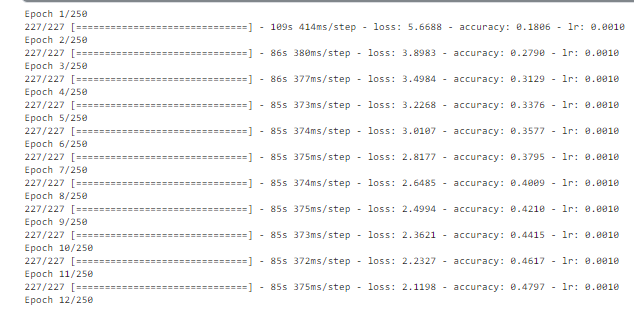 Epoch 1/250
227/227 [==============================] - 109s 414ms/step - loss: 5.6688 - accuracy: 0.1806 - lr: 0.0010
Epoch 2/250
227/227 [==============================] - 86s 380ms/step - loss: 3.8983 - accuracy: 0.2790 - lr: 0.0010
Epoch 3/250
227/227 [==============================] - 86s 377ms/step - loss: 3.4984 - accuracy: 0.3129 - lr: 0.0010
Epoch 4/250
227/227 [==============================] - 85s 373ms/step - loss: 3.2268 - accuracy: 0.3376 - lr: 0.0010
Epoch 5/250
227/227 [==============================] - 85s 374ms/step - loss: 3.0107 - accuracy: 0.3577 - lr: 0.0010
Epoch 6/250
227/227 [==============================] - 85s 375ms/step - loss: 2.8177 - accuracy: 0.3795 - lr: 0.0010
Epoch 7/250
227/227 [==============================] - 85s 374ms/step - loss: 2.6485 - accuracy: 0.4009 - lr: 0.0010
Epoch 8/250
227/227 [==============================] - 85s 375ms/step - loss: 2.4994 - accuracy: 0.4210 - lr: 0.0010
Epoch 9/250
227/227 [==============================] - 85s 373ms/step - loss: 2.3621 - accuracy: 0.4415 - lr: 0.0010
Epoch 10/250
227/227 [==============================] - 85s 372ms/step - loss: 2.2327 - accuracy: 0.4617 - lr: 0.0010
Epoch 11/250
227/227 [==============================] - 85s 375ms/step - loss: 2.1198 - accuracy: 0.4797 - lr: 0.0010
Epoch 12/250